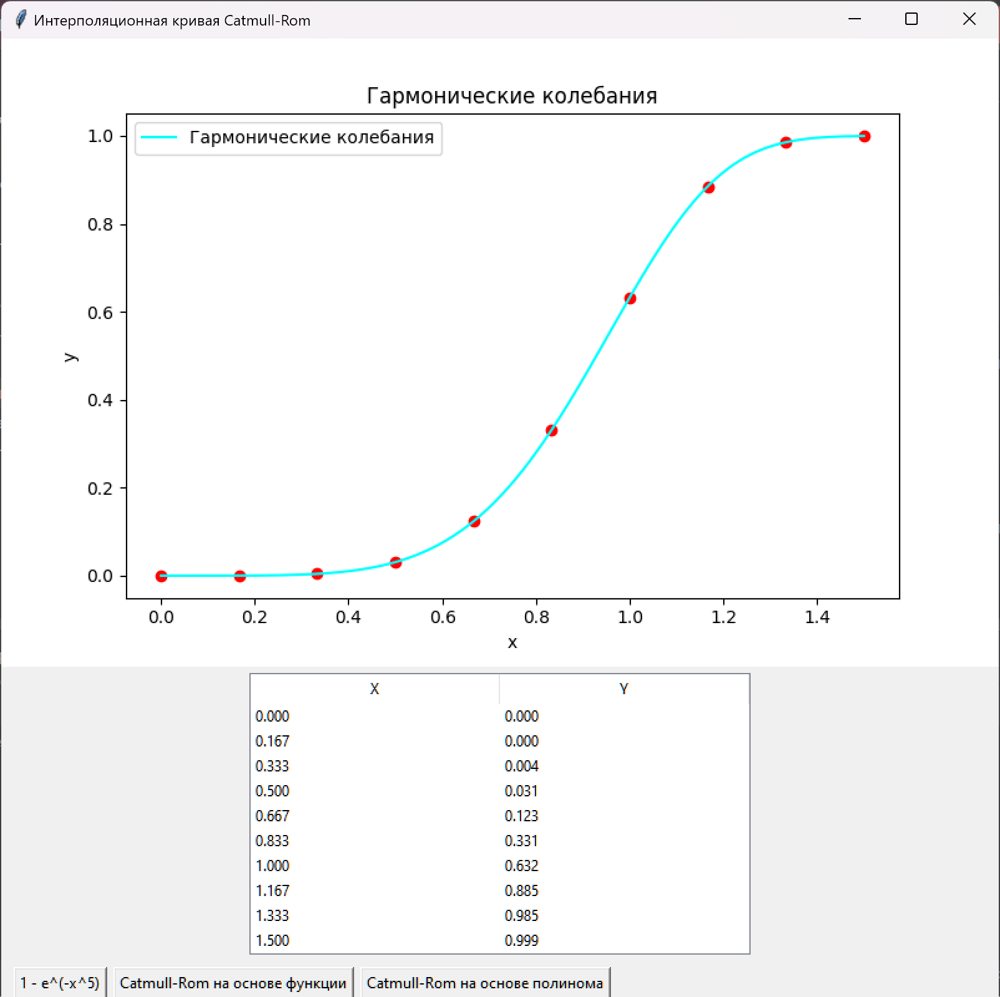 Интерполяционная кривая Catmull-Rom
Гармонические колебания
Гармонические колебания
1.0
0.8
0.6
0.4
0.2
0.0
y
0.0 0.2 0.4 0.6 0.8 1.0 1.2 1.4
x
X Y
0.000 0.000
0.167 0.000
0.333 0.004
0.500 0.031
0.667 0.123
0.833 0.331
1.000 0.632
1.167 0.885
1.333 0.985
1.500 0.999
1 - e^(-x^5) Catmull-Rom на основе функции Catmull-Rom на основе полинома